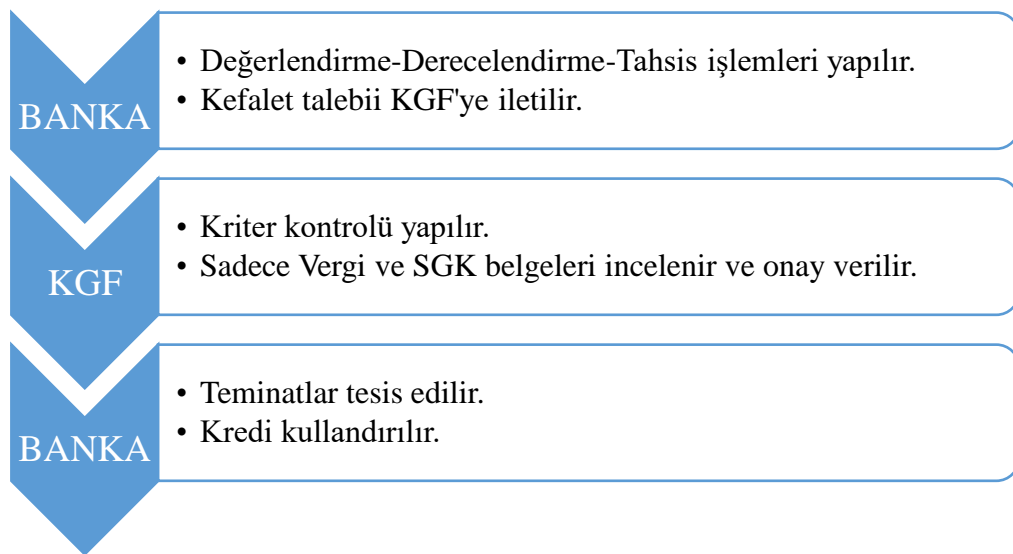 BANKA
• Değerlendirme-Derecelendirme-Tahsis işlemleri yapılır.
• Kefalet talebii KGF'ye iletilir.
KGF
• Kriter kontrolü yapılır.
• Sadece Vergi ve SGK belgeleri incelenir ve onay verilir.
BANKA
• Teminatlar tesis edilir.
• Kredi kullandırılır.